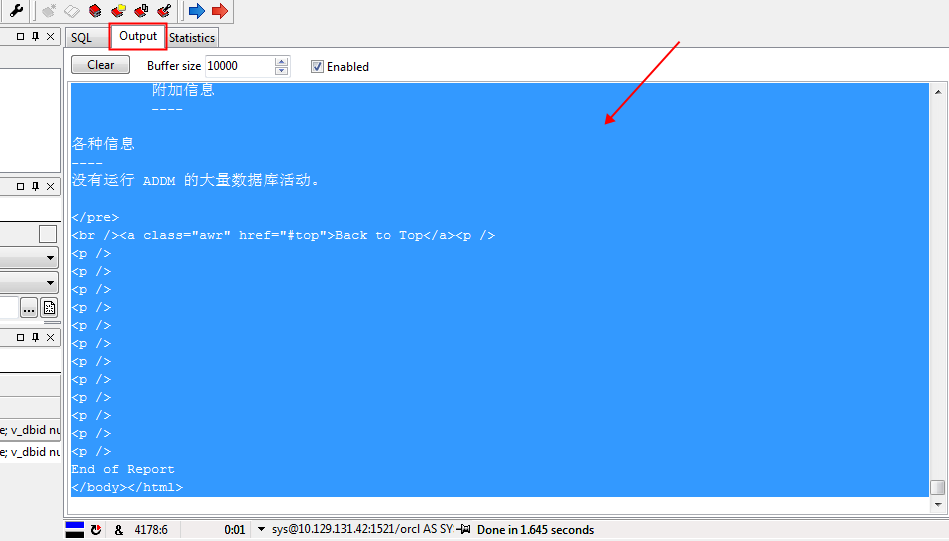 SQL Output Statistics
Clear Buffer size 10000 Enabled
附加信息
----
各种信息
----
没有运行 ADDM 的大量数据库活动。
</pre>
<br /><a class="awr" href="#top">Back to Top</a><p />
<p />
<p />
<p />
<p />
<p />
<p />
<p />
<p />
<p />
<p />
<p />
<p />
End of Report
</body></html>
...
e; v_dbid nu
e; v_dbid nu
& 4178:6 0:01 sys@10.129.131.42:1521/orcl AS SY Done in 1.645 seconds